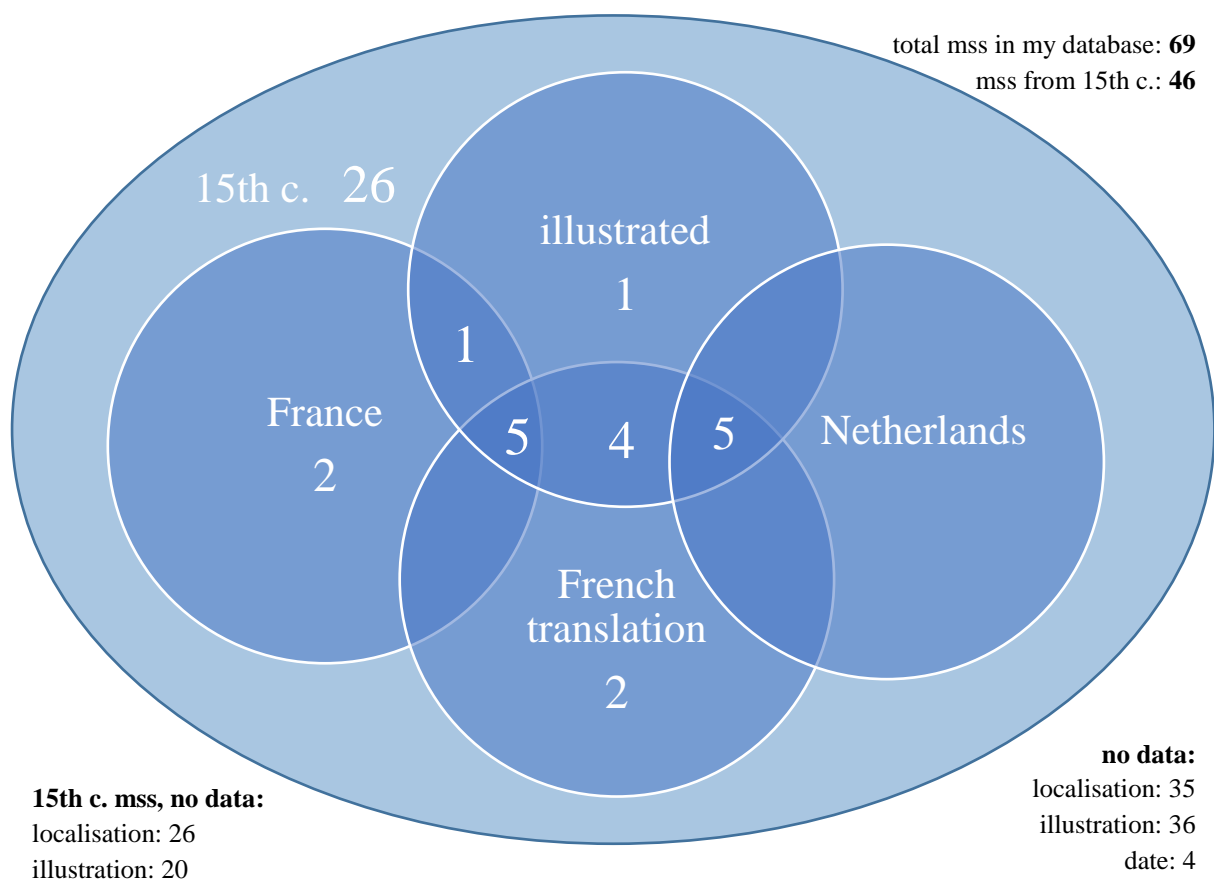 total mss in my database: 69
mss from 15th c.: 46
15th c. 26
illustrated
1
1
France
2
5
4
5
Netherlands
French
translation
2
15th c. mss, no data:
localisation: 26
illustration: 20
no data:
localisation: 35
illustration: 36
date: 4